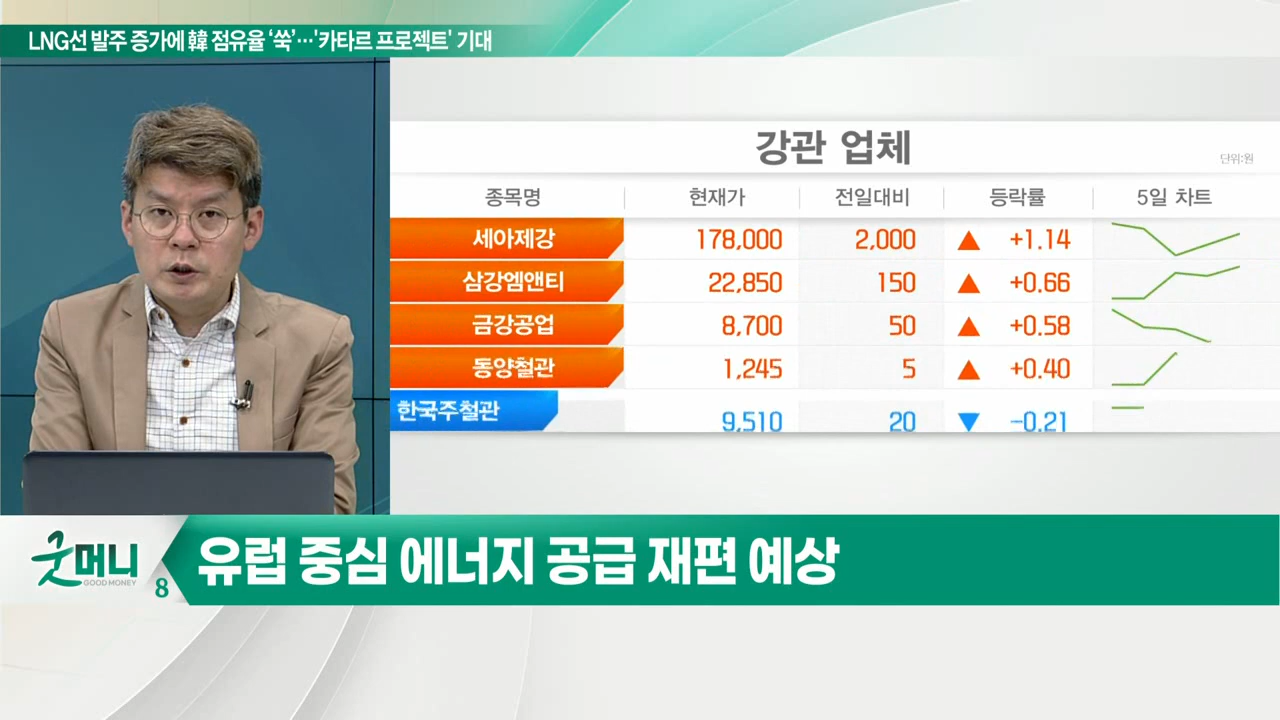 LNG선 발주 증가에 韓 점유율 ‘쑥’…'카타르 프로젝트' 기대
강관 업체
단위:원
종목명 현재가 전일대비 등락률 5일 차트
세아제강 178,000 2,000 ▲ +1.14
삼강엠앤티 22,850 150 ▲ +0.66
금강공업 8,700 50 ▲ +0.58
동양철관 1,245 5 ▲ +0.40
한국주철관 9,510 20 ▼ -0.21
굿머니
GOOD MONEY
8
유럽 중심 에너지 공급 재편 예상